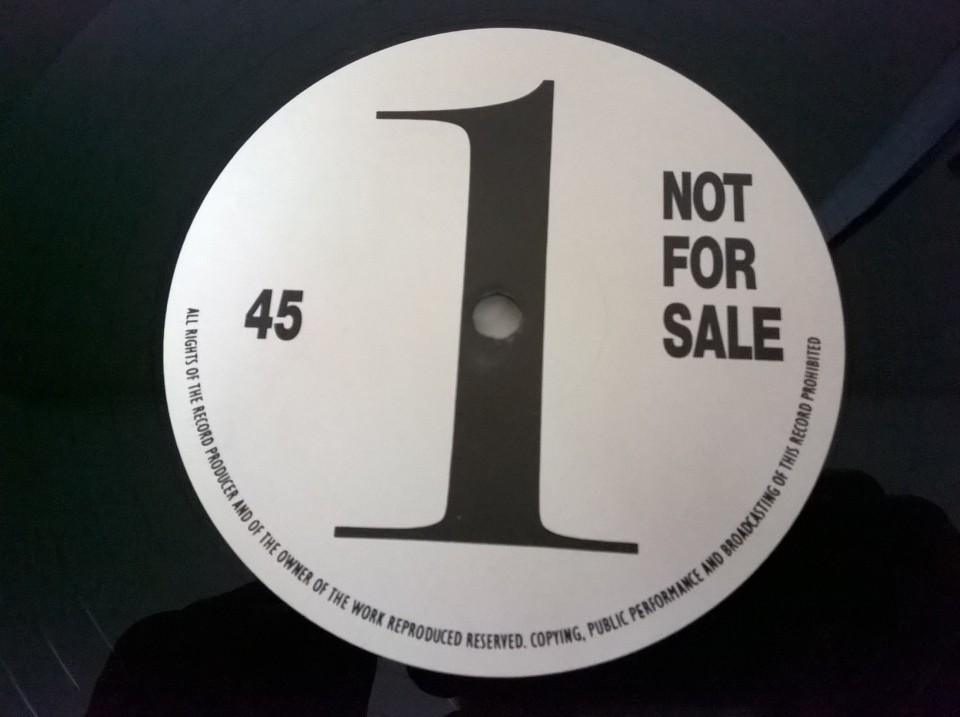 1
NOT
FOR
SALE
45
ALL RIGHTS OF THE RECORD PRODUCER AND OF THE OWNER OF THE WORK REPRODUCED RESERVED. COPYING, PUBLIC PERFORMANCE AND BROADCASTING OF THIS RECORD PROHIBITED